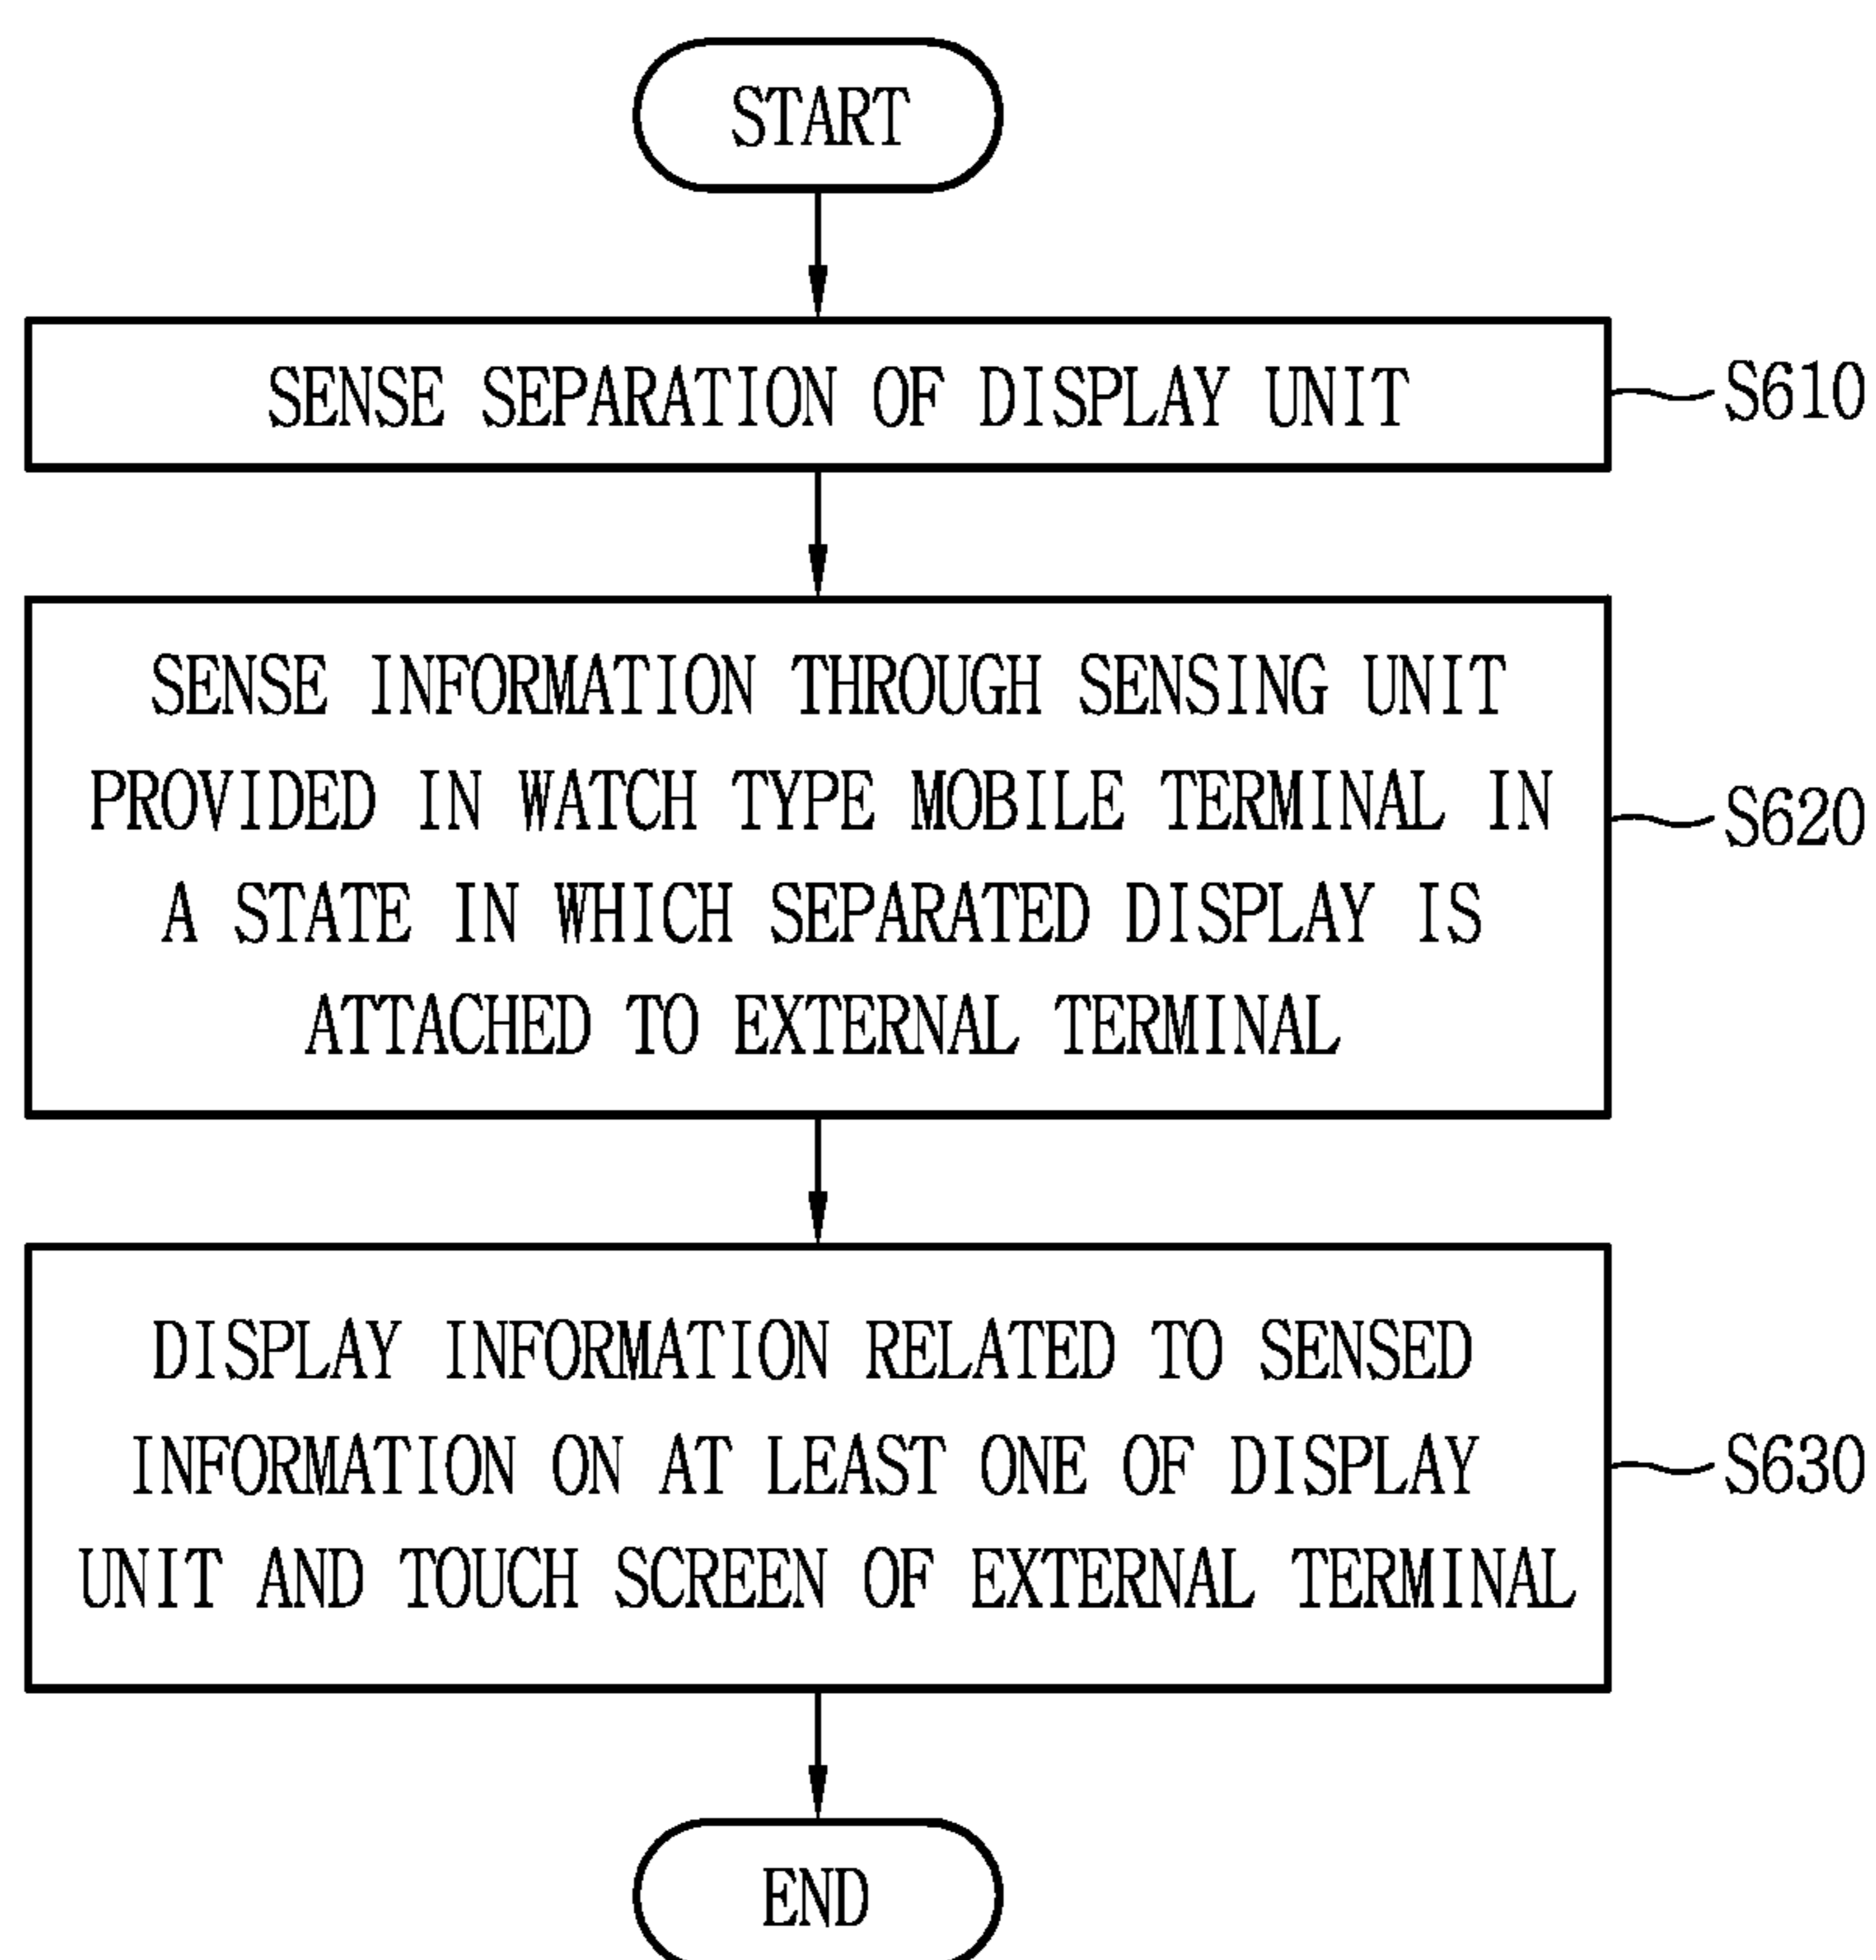 START
SENSE SEPARATION OF DISPLAY UNIT
S610
SENSE INFORMATION THROUGH SENSING UNIT
PROVIDED IN WATCH TYPE MOBILE TERMINAL IN
A STATE IN WHICH SEPARATED DISPLAY IS
ATTACHED TO EXTERNAL TERMINAL
S620
DISPLAY INFORMATION RELATED TO SENSED
INFORMATION ON AT LEAST ONE OF DISPLAY
UNIT AND TOUCH SCREEN OF EXTERNAL TERMINAL
S630
END